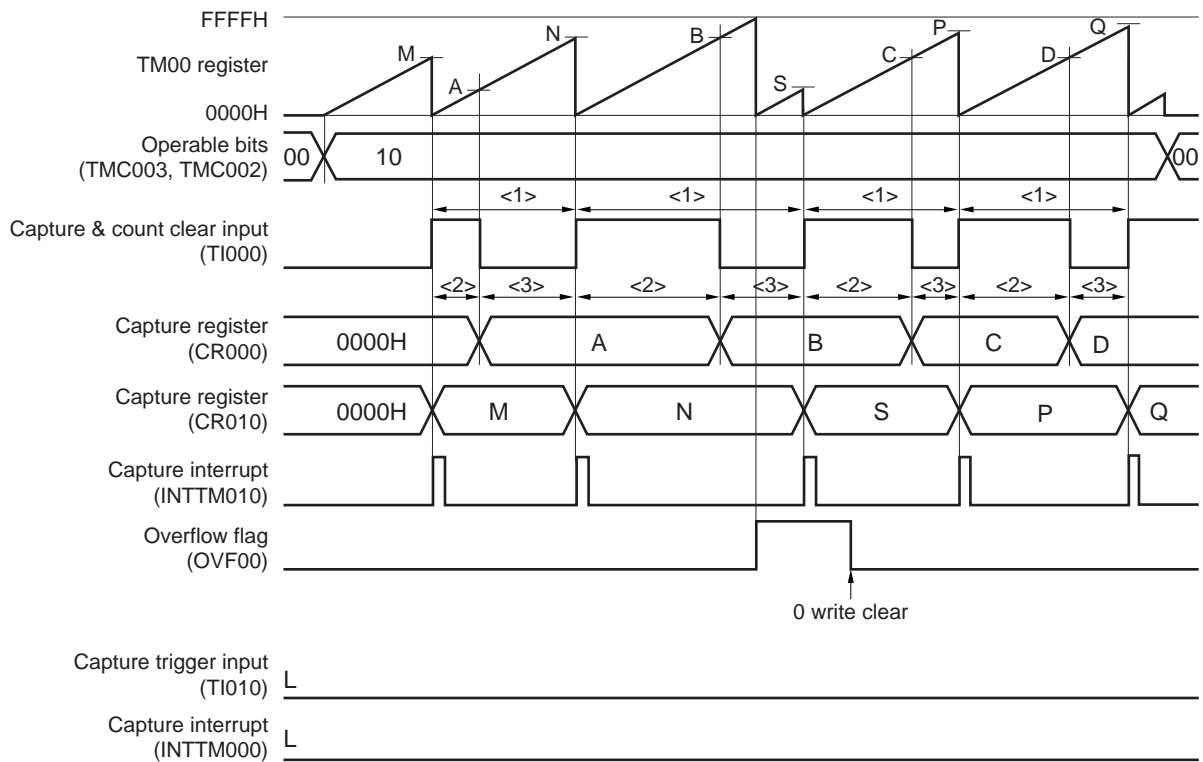 FFFFH
M
A
N
B
S
C
P
D
Q
TM00 register
0000H
Operable bits
(TMC003, TMC002)
00
10
00
<1>
<1>
<1>
<1>
Capture & count clear input
(TI000)
<2>
<3>
<2>
<3>
<2>
<3>
<2>
<3>
Capture register
(CR000)
0000H
A
B
C
D
Capture register
(CR010)
0000H
M
N
S
P
Q
Capture interrupt
(INTTM010)
Overflow flag
(OVF00)
0 write clear
Capture trigger input
(TI010)
L
Capture interrupt
(INTTM000)
L